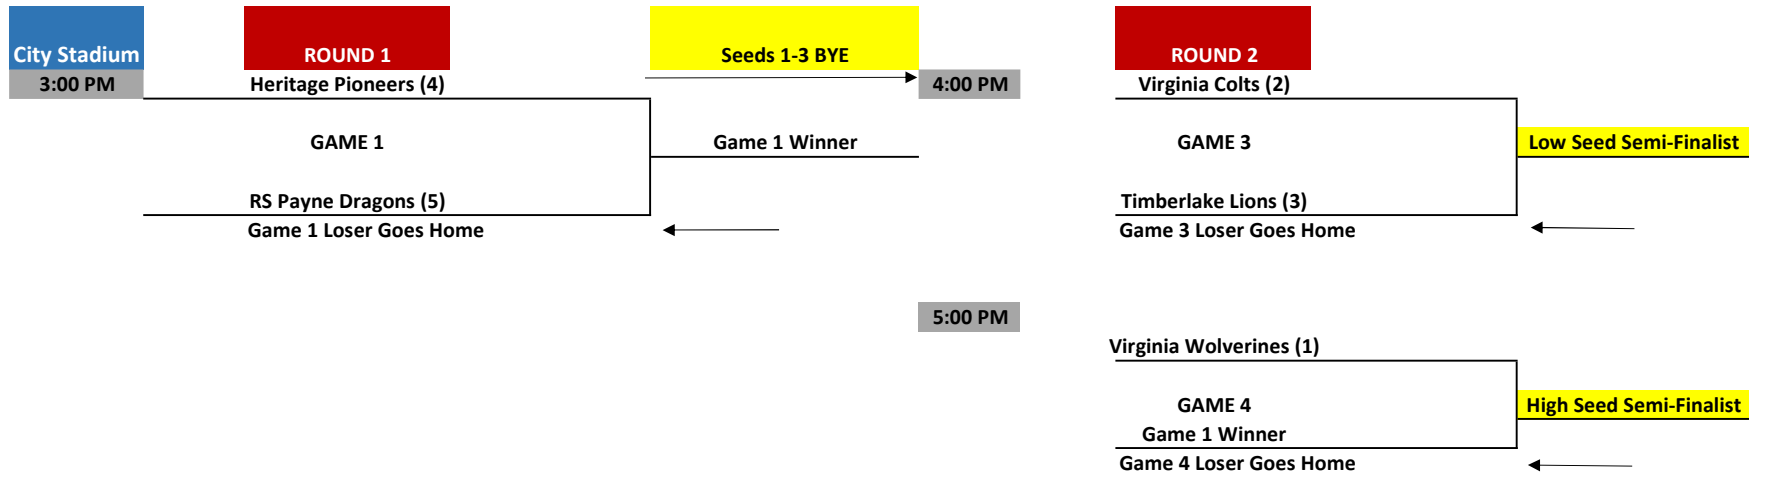 City Stadium
ROUND 1
Seeds 1-3 BYE
ROUND 2
3:00 PM
Heritage Pioneers (4)
4:00 PM
Virginia Colts (2)
GAME 1
Game 1 Winner
GAME 3
Low Seed Semi-Finalist
RS Payne Dragons (5)
Timberlake Lions (3)
Game 1 Loser Goes Home
Game 3 Loser Goes Home
5:00 PM
Virginia Wolverines (1)
GAME 4
High Seed Semi-Finalist
Game 1 Winner
Game 4 Loser Goes Home